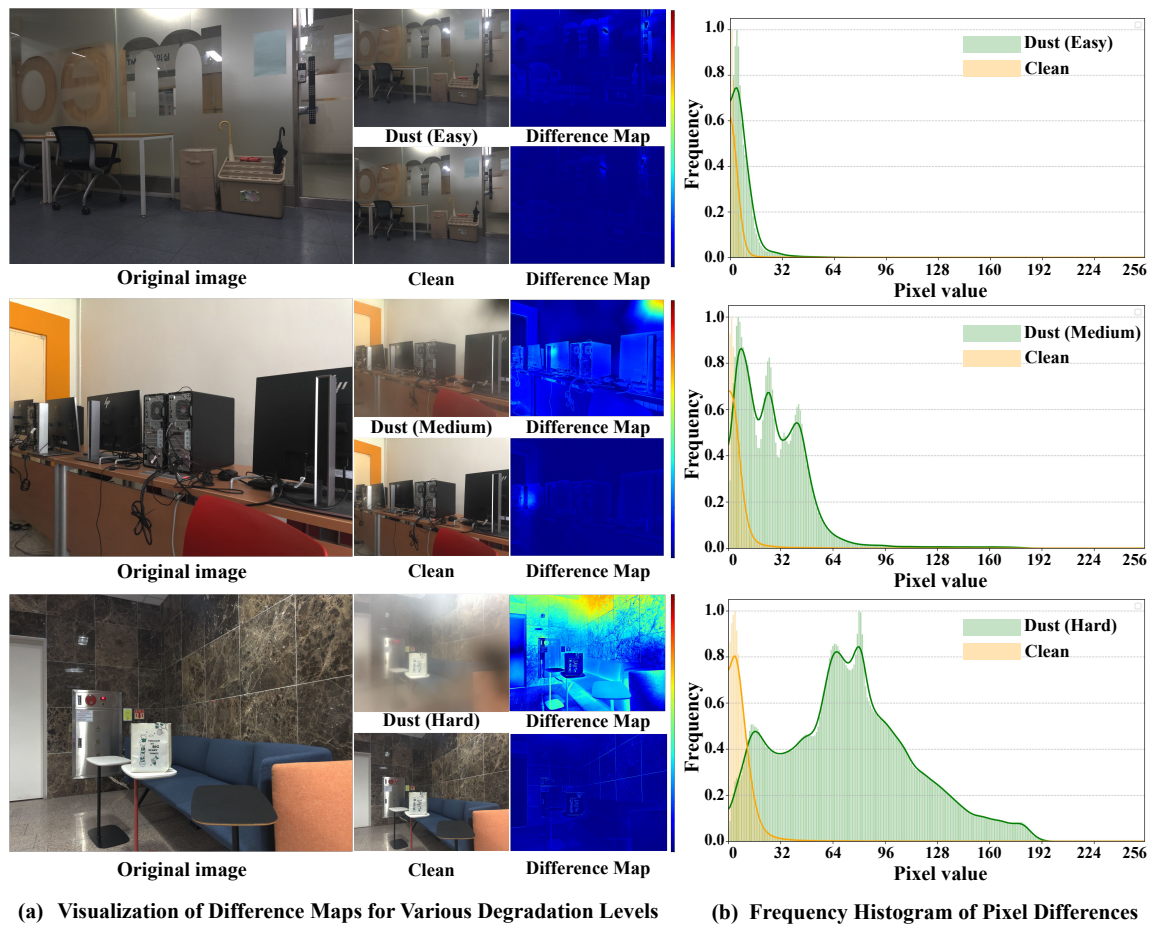 Dust (Easy)
Difference Map
Original image
Clean
Difference Map
Dust (Medium)
Difference Map
Original image
Clean
Difference Map
Dust (Hard)
Difference Map
Original image
Clean
Difference Map
(a) Visualization of Difference Maps for Various Degradation Levels
1.0
0.8
0.6
0.4
0.2
0.0
Frequency
Dust (Easy)
Clean
0 32 64 96 128 160 192 224 256
Pixel value
1.0
0.8
0.6
0.4
0.2
0.0
Frequency
Dust (Medium)
Clean
0 32 64 96 128 160 192 224 256
Pixel value
1.0
0.8
0.6
0.4
0.2
0.0
Frequency
Dust (Hard)
Clean
0 32 64 96 128 160 192 224 256
Pixel value
(b) Frequency Histogram of Pixel Differences